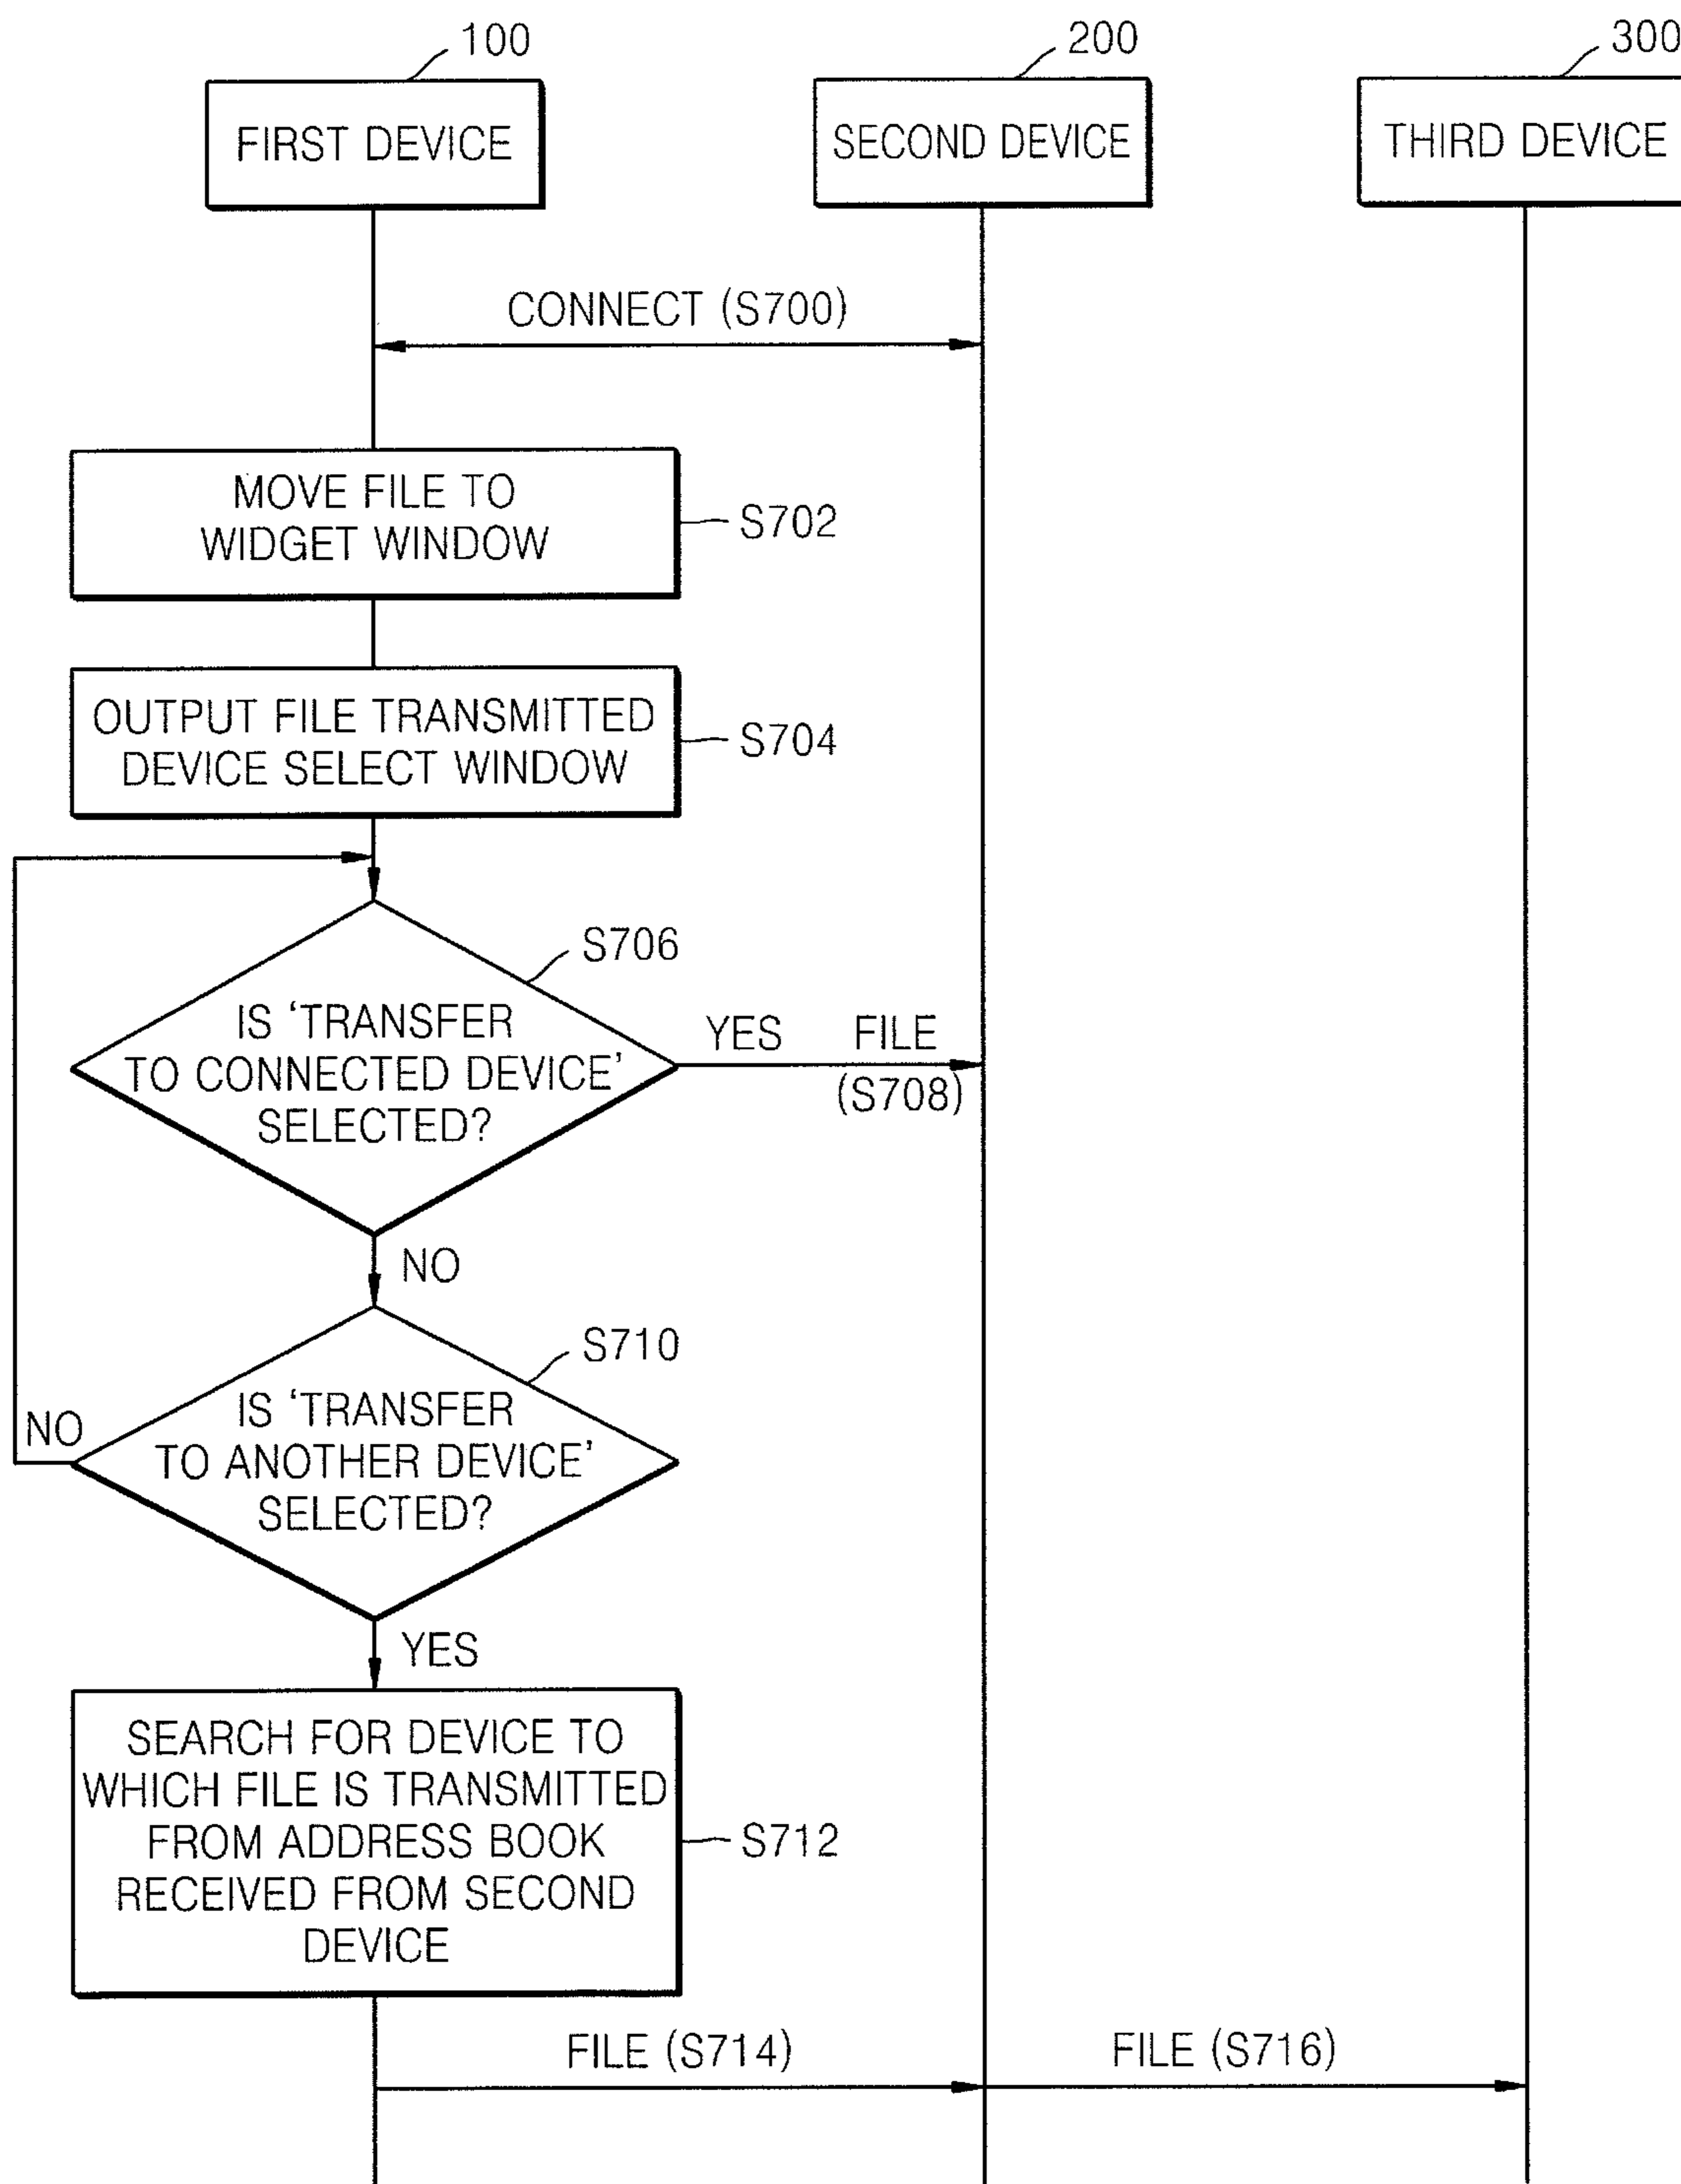 100
200
300
FIRST DEVICE
SECOND DEVICE
THIRD DEVICE
CONNECT (S700)
MOVE FILE TO
WIDGET WINDOW
S702
OUTPUT FILE TRANSMITTED
DEVICE SELECT WINDOW
S704
S706
IS ‘TRANSFER
TO CONNECTED DEVICE’
SELECTED?
YES
FILE
(S708)
NO
S710
IS ‘TRANSFER
TO ANOTHER DEVICE’
SELECTED?
NO
YES
SEARCH FOR DEVICE TO
WHICH FILE IS TRANSMITTED
FROM ADDRESS BOOK
RECEIVED FROM SECOND
DEVICE
S712
FILE (S714)
FILE (S716)